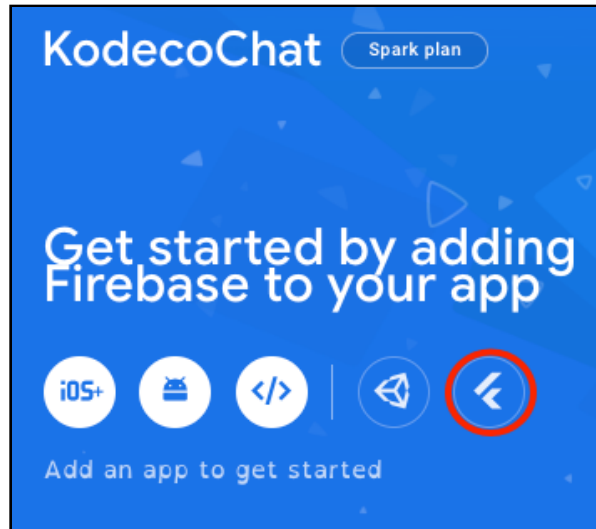 KodecoChat Spark plan
Get started by adding
Firebase to your app
iOS+ </>
Add an app to get started